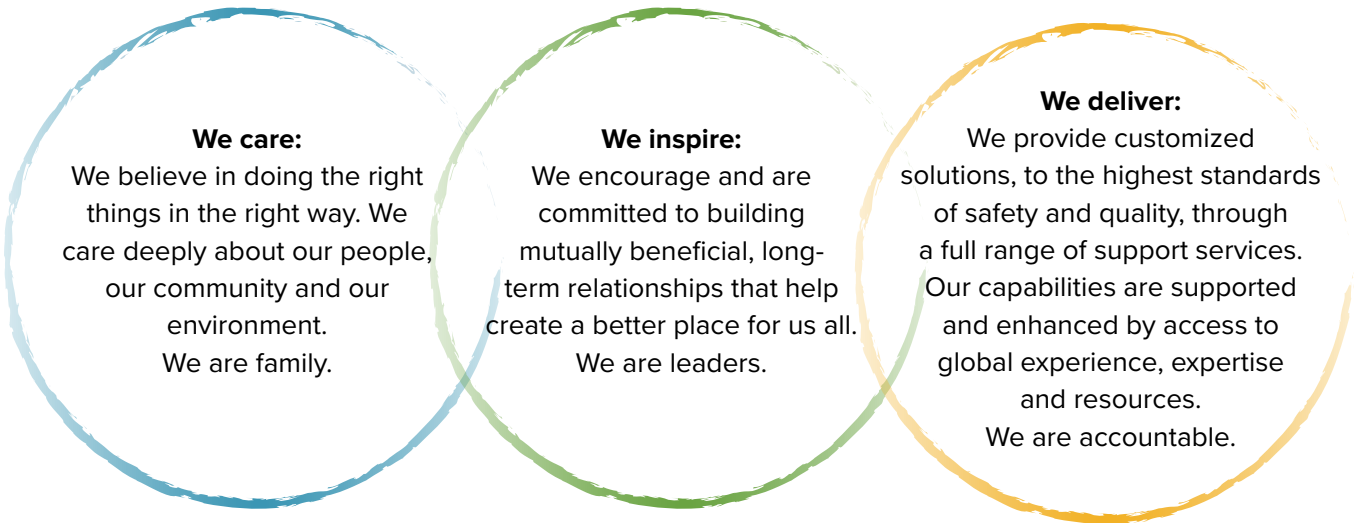 We care:
We believe in doing the right
things in the right way. We
care deeply about our people,
our community and our
environment.
We are family.
We inspire:
We encourage and are
committed to building
mutually beneficial, long-
term relationships that help
create a better place for us all.
We are leaders.
We deliver:
We provide customized
solutions, to the highest standards
of safety and quality, through
a full range of support services.
Our capabilities are supported
and enhanced by access to
global experience, expertise
and resources.
We are accountable.